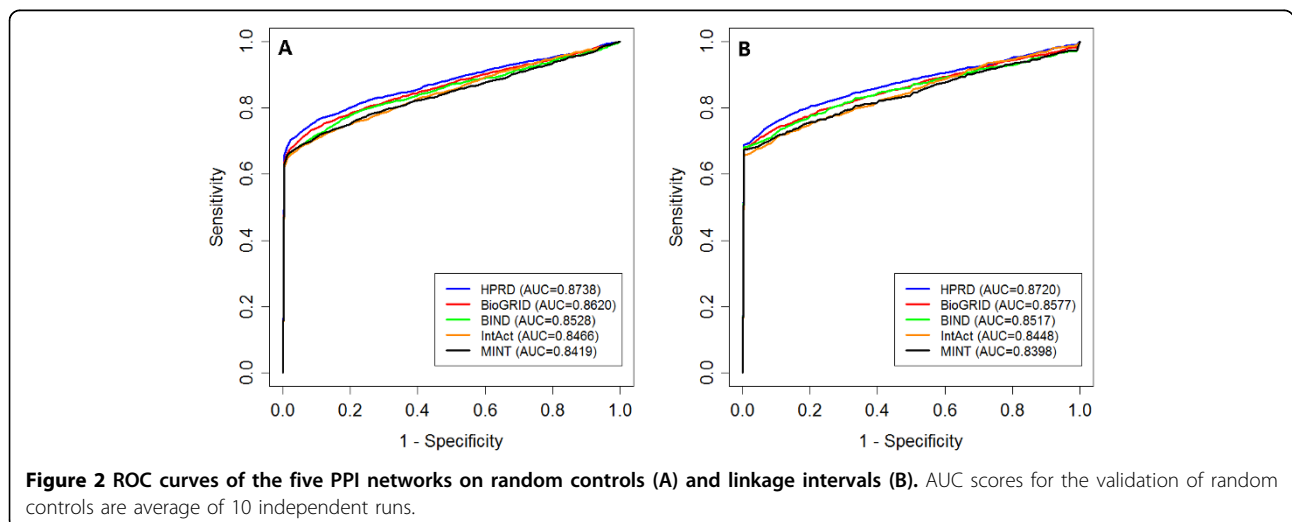 A
1.0
0.8
0.6
0.4
0.2
0.0
Sensitivity
HPRD (AUC=0.8738)
BioGRID (AUC=0.8620)
BIND (AUC=0.8528)
IntAct (AUC=0.8466)
MINT (AUC=0.8419)
0.0 0.2 0.4 0.6 0.8 1.0
1 - Specificity
B
1.0
0.8
0.6
0.4
0.2
0.0
Sensitivity
HPRD (AUC=0.8720)
BioGRID (AUC=0.8577)
BIND (AUC=0.8517)
IntAct (AUC=0.8448)
MINT (AUC=0.8398)
0.0 0.2 0.4 0.6 0.8 1.0
1 - Specificity
Figure 2 ROC curves of the five PPI networks on random controls (A) and linkage intervals (B). AUC scores for the validation of random
controls are average of 10 independent runs.